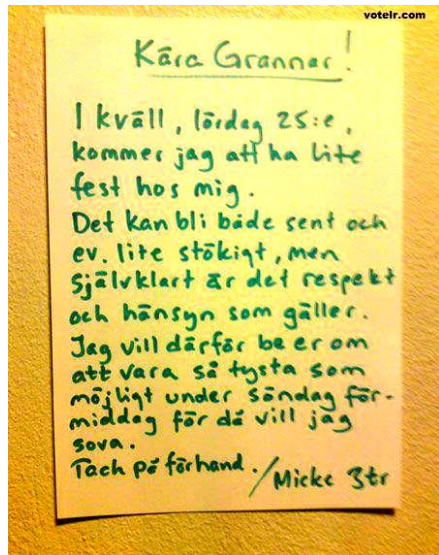 voteir.com
Kära Grannar!
I kväll, lördag 25:e,
kommer jag att ha lite
fest hos mig.
Det kan bli både sent och
ev. lite stökigt, men
självklart är det respekt
och hänsyn som gäller.
Jag vill därför be er om
att vara så tysta som
möjligt under söndag för-
middag för då vill jag
sova.
Tack på förhand. / Micke 3tr